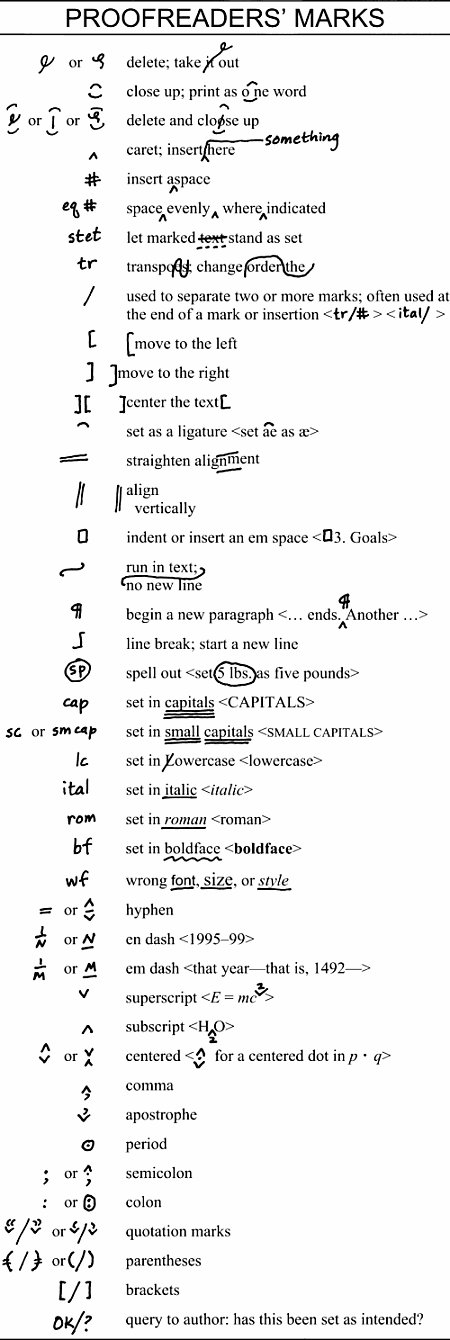 PROOFREADERS' MARKS
or delete; take it out
close up; print as one word
or or delete and close up
caret; insert here something
# insert a space
eq # space evenly where indicated
stet let marked text stand as set
tr transpose; change order the
/ used to separate two or more marks; often used at
the end of a mark or insertion <tr/# > <ital/ >
[ [move to the left
] ]move to the right
][ ]center the text[
set as a ligature <set ae as æ>
straighten alignment
|| || align
vertically
indent or insert an em space <□3. Goals>
run in text;
no new line
¶ begin a new paragraph <… ends. ¶ Another …>
line break; start a new line
sp spell out <set 5 lbs. as five pounds>
cap set in capitals <CAPITALS>
sc or sm cap set in small capitals <SMALL CAPITALS>
lc set in Lowercase <lowercase>
ital set in italic <italic>
rom set in roman <roman>
bf set in boldface <boldface>
wf wrong font, size, or style
= or hyphen
1/N or N en dash <1995–99>
1/M or M em dash <that year—that is, 1492—>
superscript <E = mc2>
subscript <H2O>
or centered < for a centered dot in p · q>
comma
apostrophe
period
; or ; semicolon
: or : colon
“/” or ‘/’ quotation marks
(/) or (/) parentheses
[/] brackets
OK/? query to author: has this been set as intended?